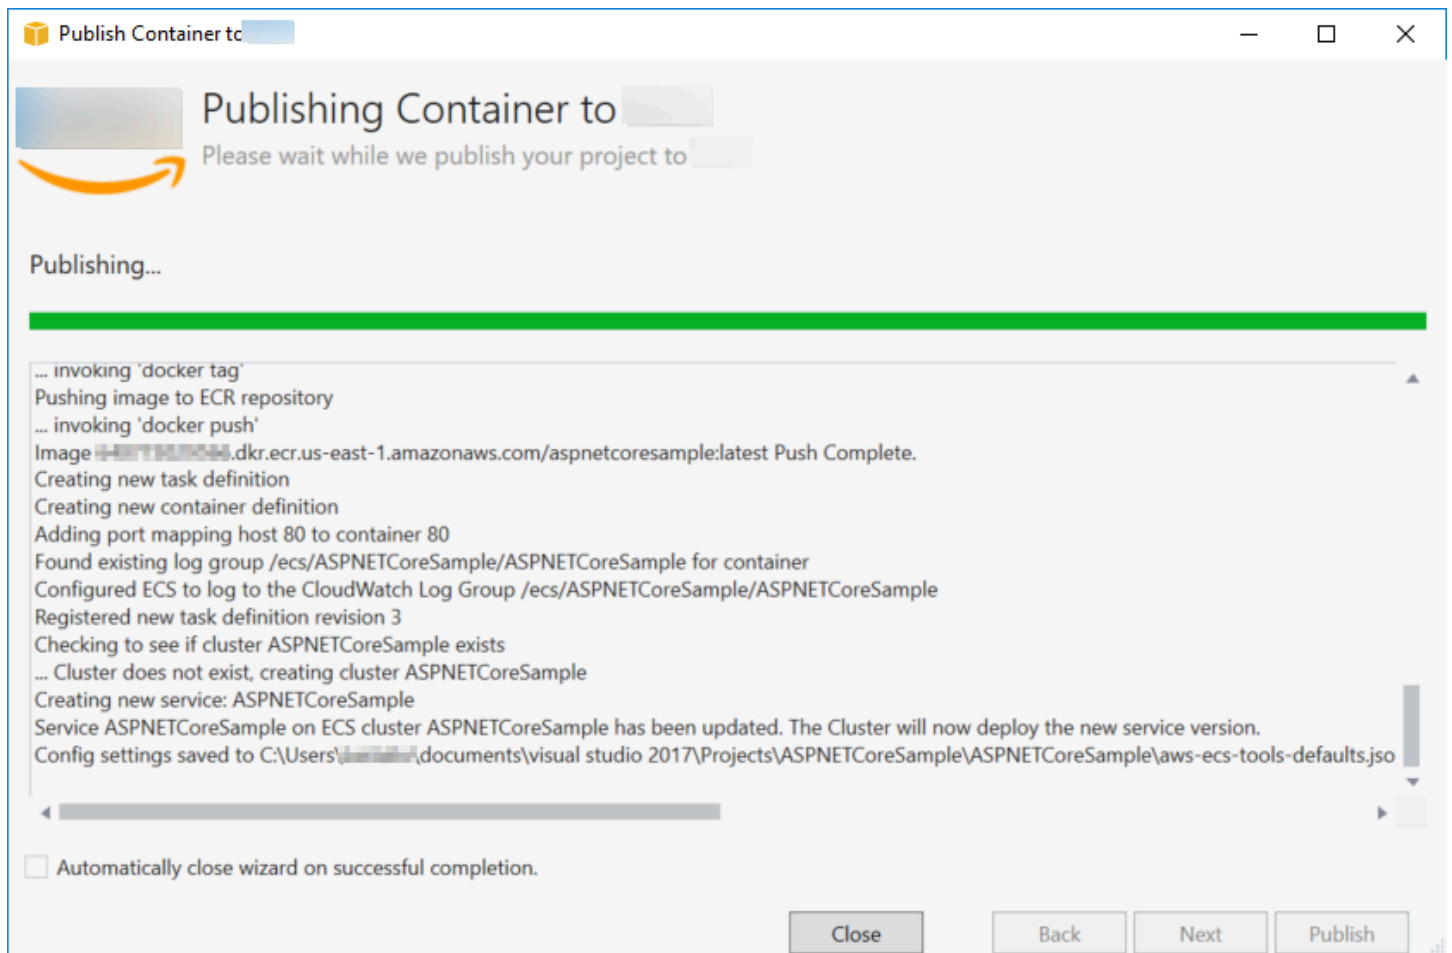 Publish Container to
Publishing Container to
Please wait while we publish your project to
Publishing...
... invoking 'docker tag'
Pushing image to ECR repository
... invoking 'docker push'
Image .dkr.ecr.us-east-1.amazonaws.com/aspnetcoresample:latest Push Complete.
Creating new task definition
Creating new container definition
Adding port mapping host 80 to container 80
Found existing log group /ecs/ASPNETCoreSample/ASPNETCoreSample for container
Configured ECS to log to the CloudWatch Log Group /ecs/ASPNETCoreSample/ASPNETCoreSample
Registered new task definition revision 3
Checking to see if cluster ASPNETCoreSample exists
... Cluster does not exist, creating cluster ASPNETCoreSample
Creating new service: ASPNETCoreSample
Service ASPNETCoreSample on ECS cluster ASPNETCoreSample has been updated. The Cluster will now deploy the new service version.
Config settings saved to C:\Users\ \documents\visual studio 2017\Projects\ASPNETCoreSample\ASPNETCoreSample\aws-ecs-tools-defaults.jso
Automatically close wizard on successful completion.
Close
Back
Next
Publish